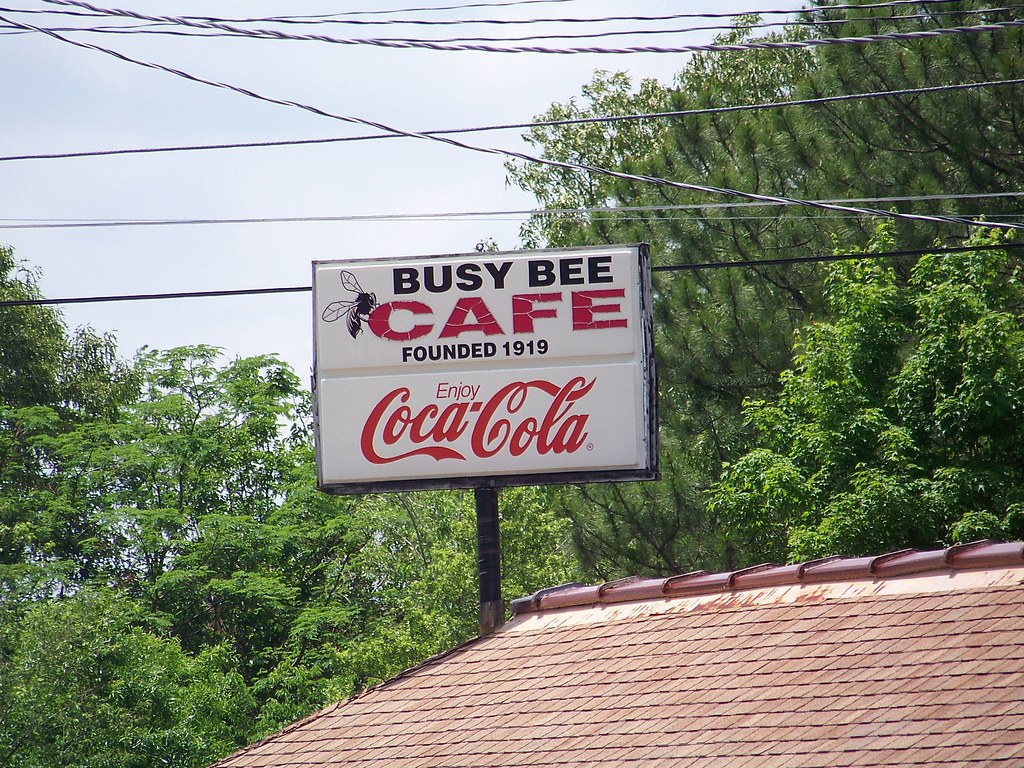 BUSY BEE
CAFE
FOUNDED 1919
Enjoy
Coca-Cola®